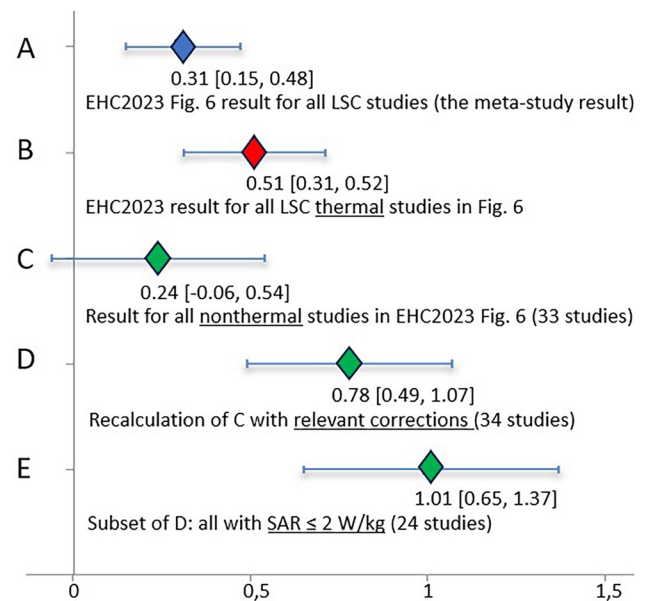 A
0.31 [0.15, 0.48]
EHC2023 Fig. 6 result for all LSC studies (the meta-study result)
B
0.51 [0.31, 0.52]
EHC2023 result for all LSC thermal studies in Fig. 6
C
0.24 [-0.06, 0.54]
Result for all nonthermal studies in EHC2023 Fig. 6 (33 studies)
D
0.78 [0.49, 1.07]
Recalculation of C with relevant corrections (34 studies)
E
1.01 [0.65, 1.37]
Subset of D: all with SAR ≤ 2 W/kg (24 studies)
0 0,5 1 1,5